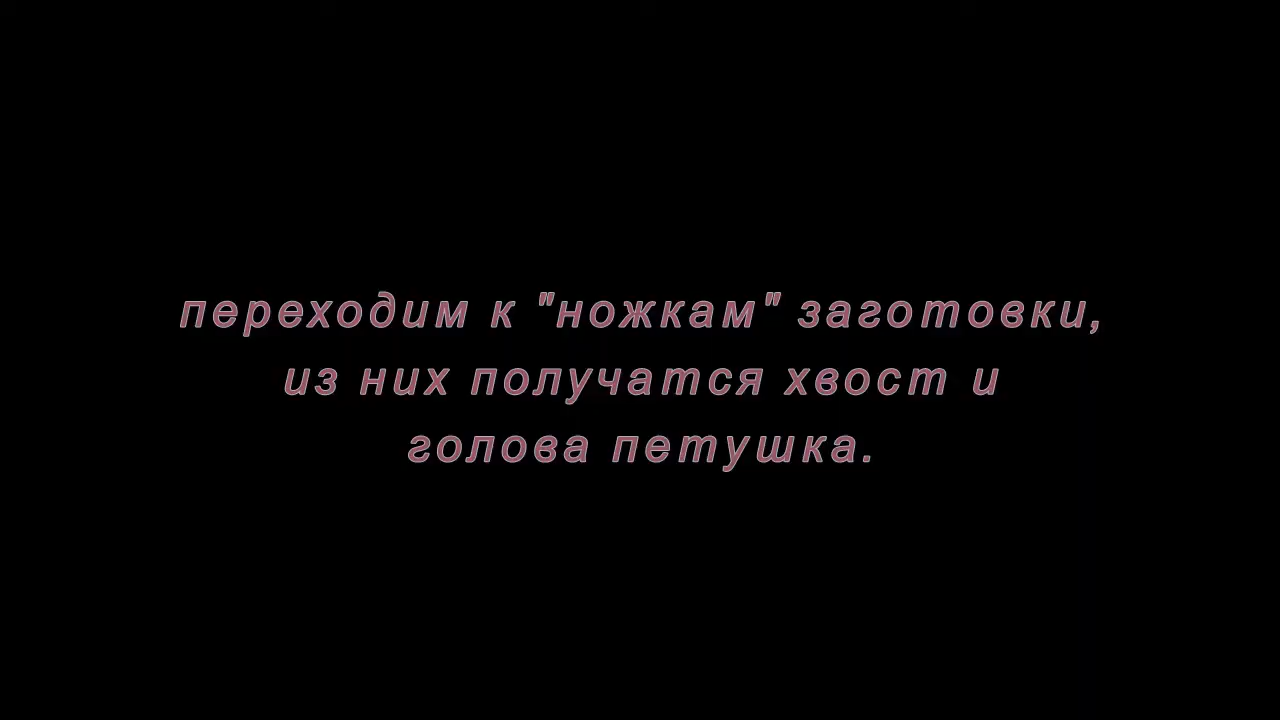 переходим к "ножкам" заготовки,
из них получатся хвост и
голова петушка.